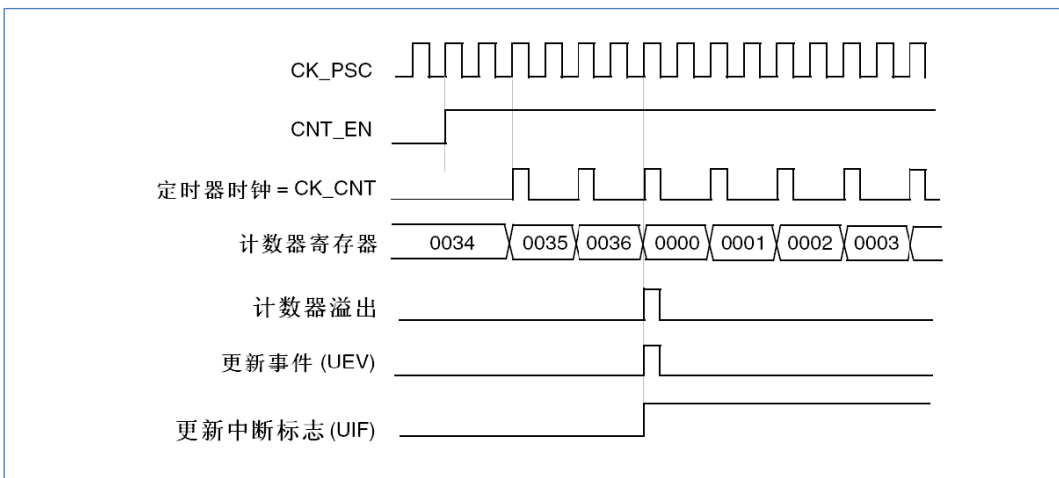 CK_PSC
CNT_EN
定时器时钟 = CK_CNT
计数器寄存器 0034 0035 0036 0000 0001 0002 0003
计数器溢出
更新事件 (UEV)
更新中断标志 (UIF)